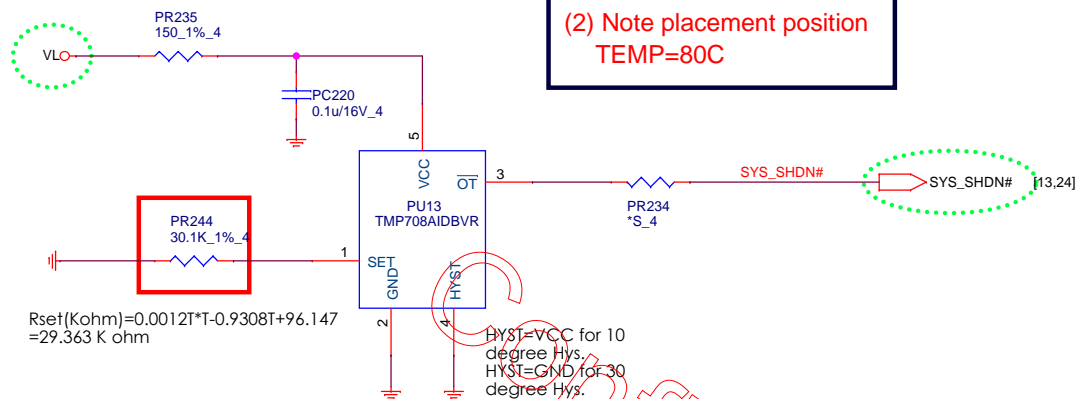 (2) Note placement position
TEMP=80C
PR235
150_1%_4
VL
PC220
0.1u/16V_4
5
VCC
OT
3
SYS_SHDN#
SYS_SHDN#
[13,24]
PU13
TMP708AIDBVR
PR234
*S_4
PR244
30.1K_1%_4
1
SET
GND
HYST
2
4
Rset(Kohm)=0.0012T*T-0.9308T+96.147
=29.363 K ohm
HYST=VCC for 10
degree Hys.
HYST=GND for 30
degree Hys.